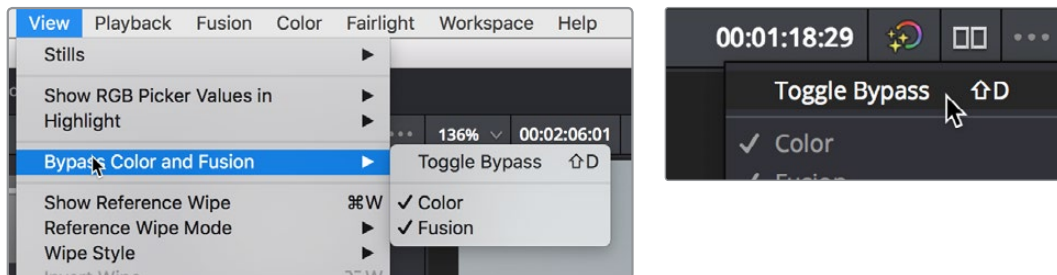 View Playback Fusion Color Fairlight Workspace Help
Stills
Show RGB Picker Values in
Highlight
136% 00:02:06:01
Bypass Color and Fusion
Toggle Bypass ⇧D
Show Reference Wipe ⌘W
✓ Color
Reference Wipe Mode
✓ Fusion
Wipe Style
00:01:18:29
Toggle Bypass ⇧D
✓ Color
✓ Fusion